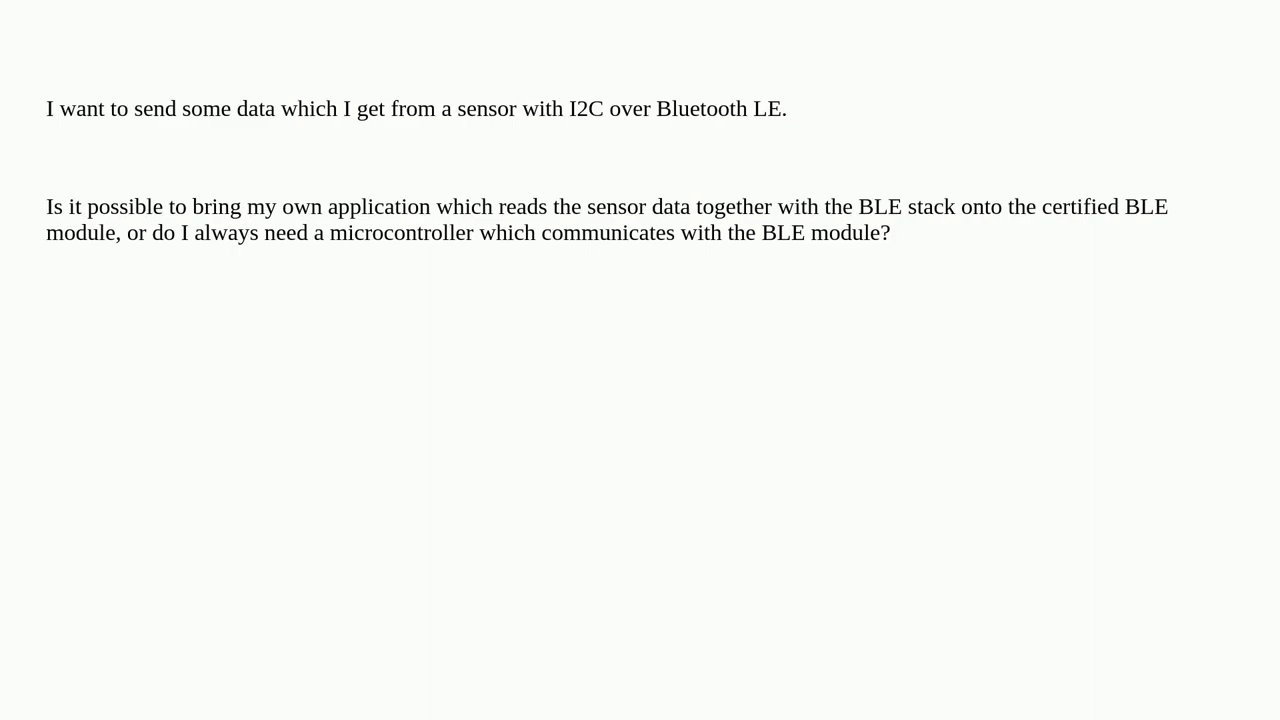 I want to send some data which I get from a sensor with I2C over Bluetooth LE.
Is it possible to bring my own application which reads the sensor data together with the BLE stack onto the certified BLE
module, or do I always need a microcontroller which communicates with the BLE module?